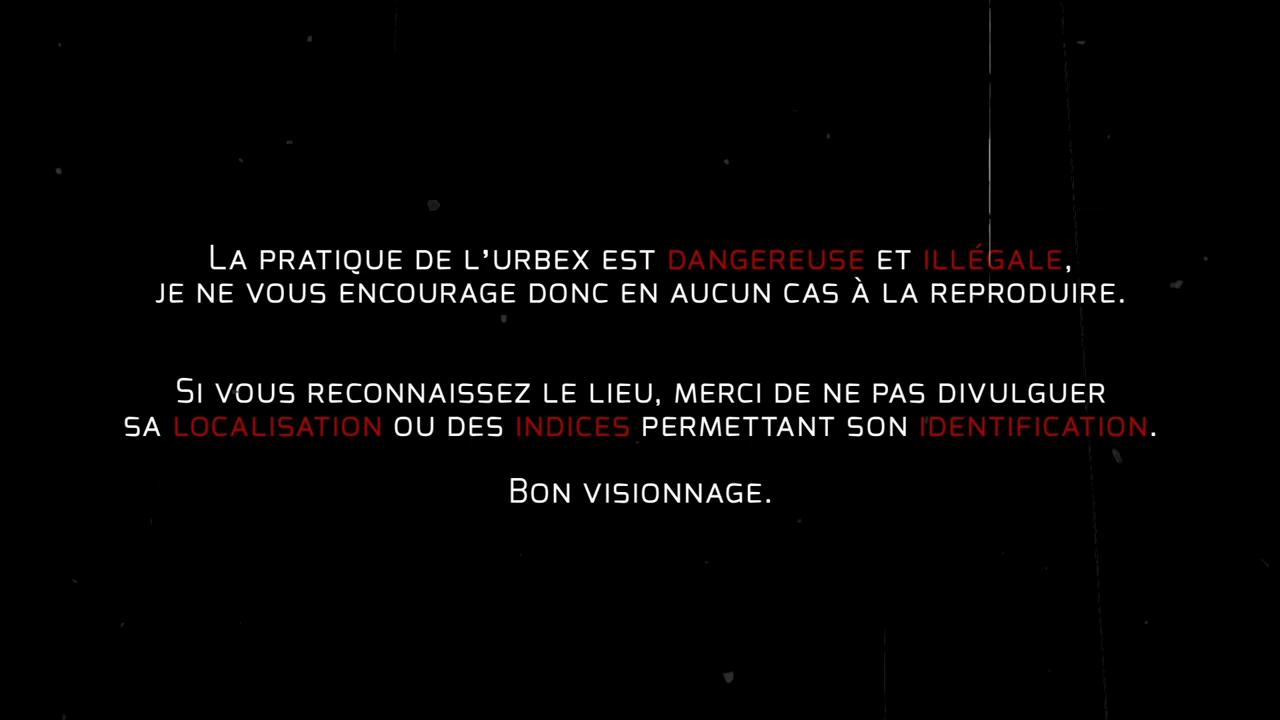 La pratique de l’urbex est dangereuse et illégale,
je ne vous encourage donc en aucun cas à la reproduire.
Si vous reconnaissez le lieu, merci de ne pas divulguer
sa localisation ou des indices permettant son identification.
Bon visionnage.